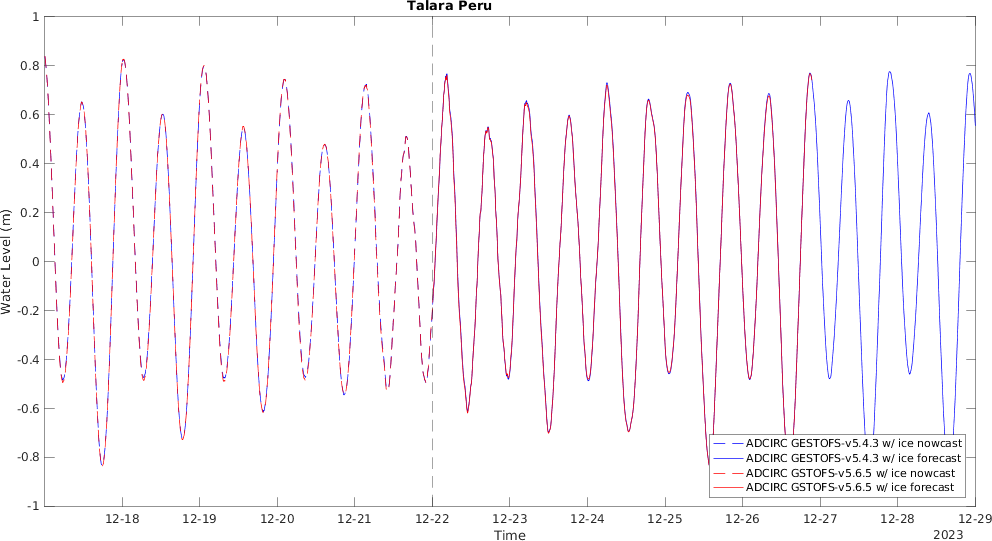 Talara Peru
1
0.8
0.6
0.4
0.2
0
-0.2
-0.4
-0.6
-0.8
-1
Water Level (m)
ADCIRC GESTOFS-v5.4.3 w/ ice nowcast
ADCIRC GESTOFS-v5.4.3 w/ ice forecast
ADCIRC GSTOFS-v5.6.5 w/ ice nowcast
ADCIRC GSTOFS-v5.6.5 w/ ice forecast
12-18 12-19 12-20 12-21 12-22 12-23 12-24 12-25 12-26 12-27 12-28 12-29
Time
2023